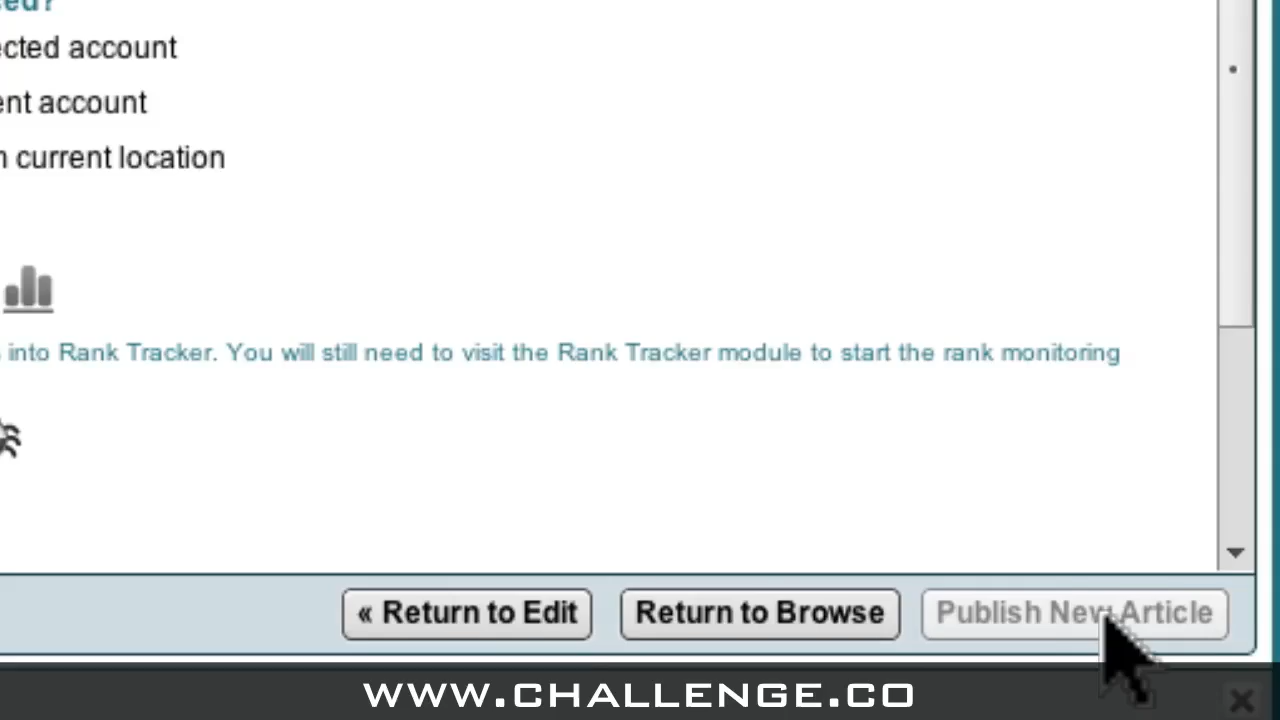 ected account
ent account
current location
into Rank Tracker. You will still need to visit the Rank Tracker module to start the rank monitoring
« Return to Edit
Return to Browse
Publish New Article
WWW.CHALLENGE.CO